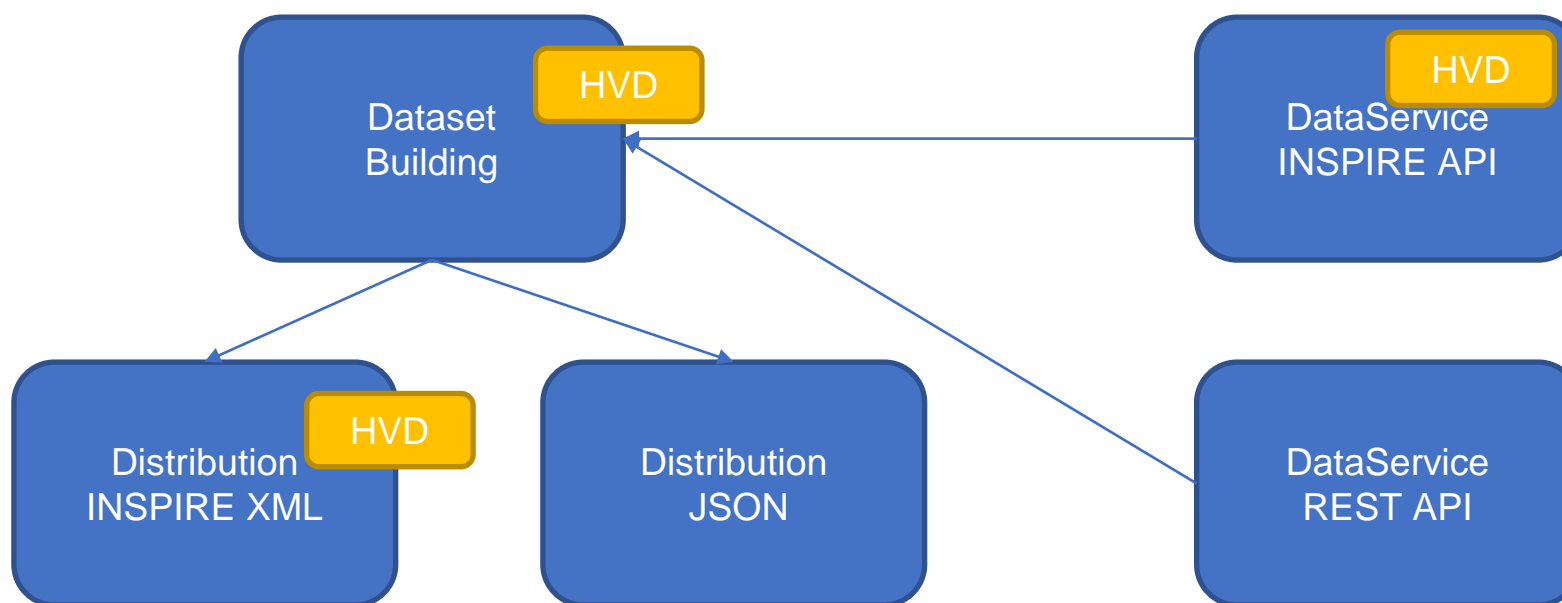 HVD
Dataset
Building
HVD
DataService
INSPIRE API
HVD
Distribution
INSPIRE XML
Distribution
JSON
DataService
REST API